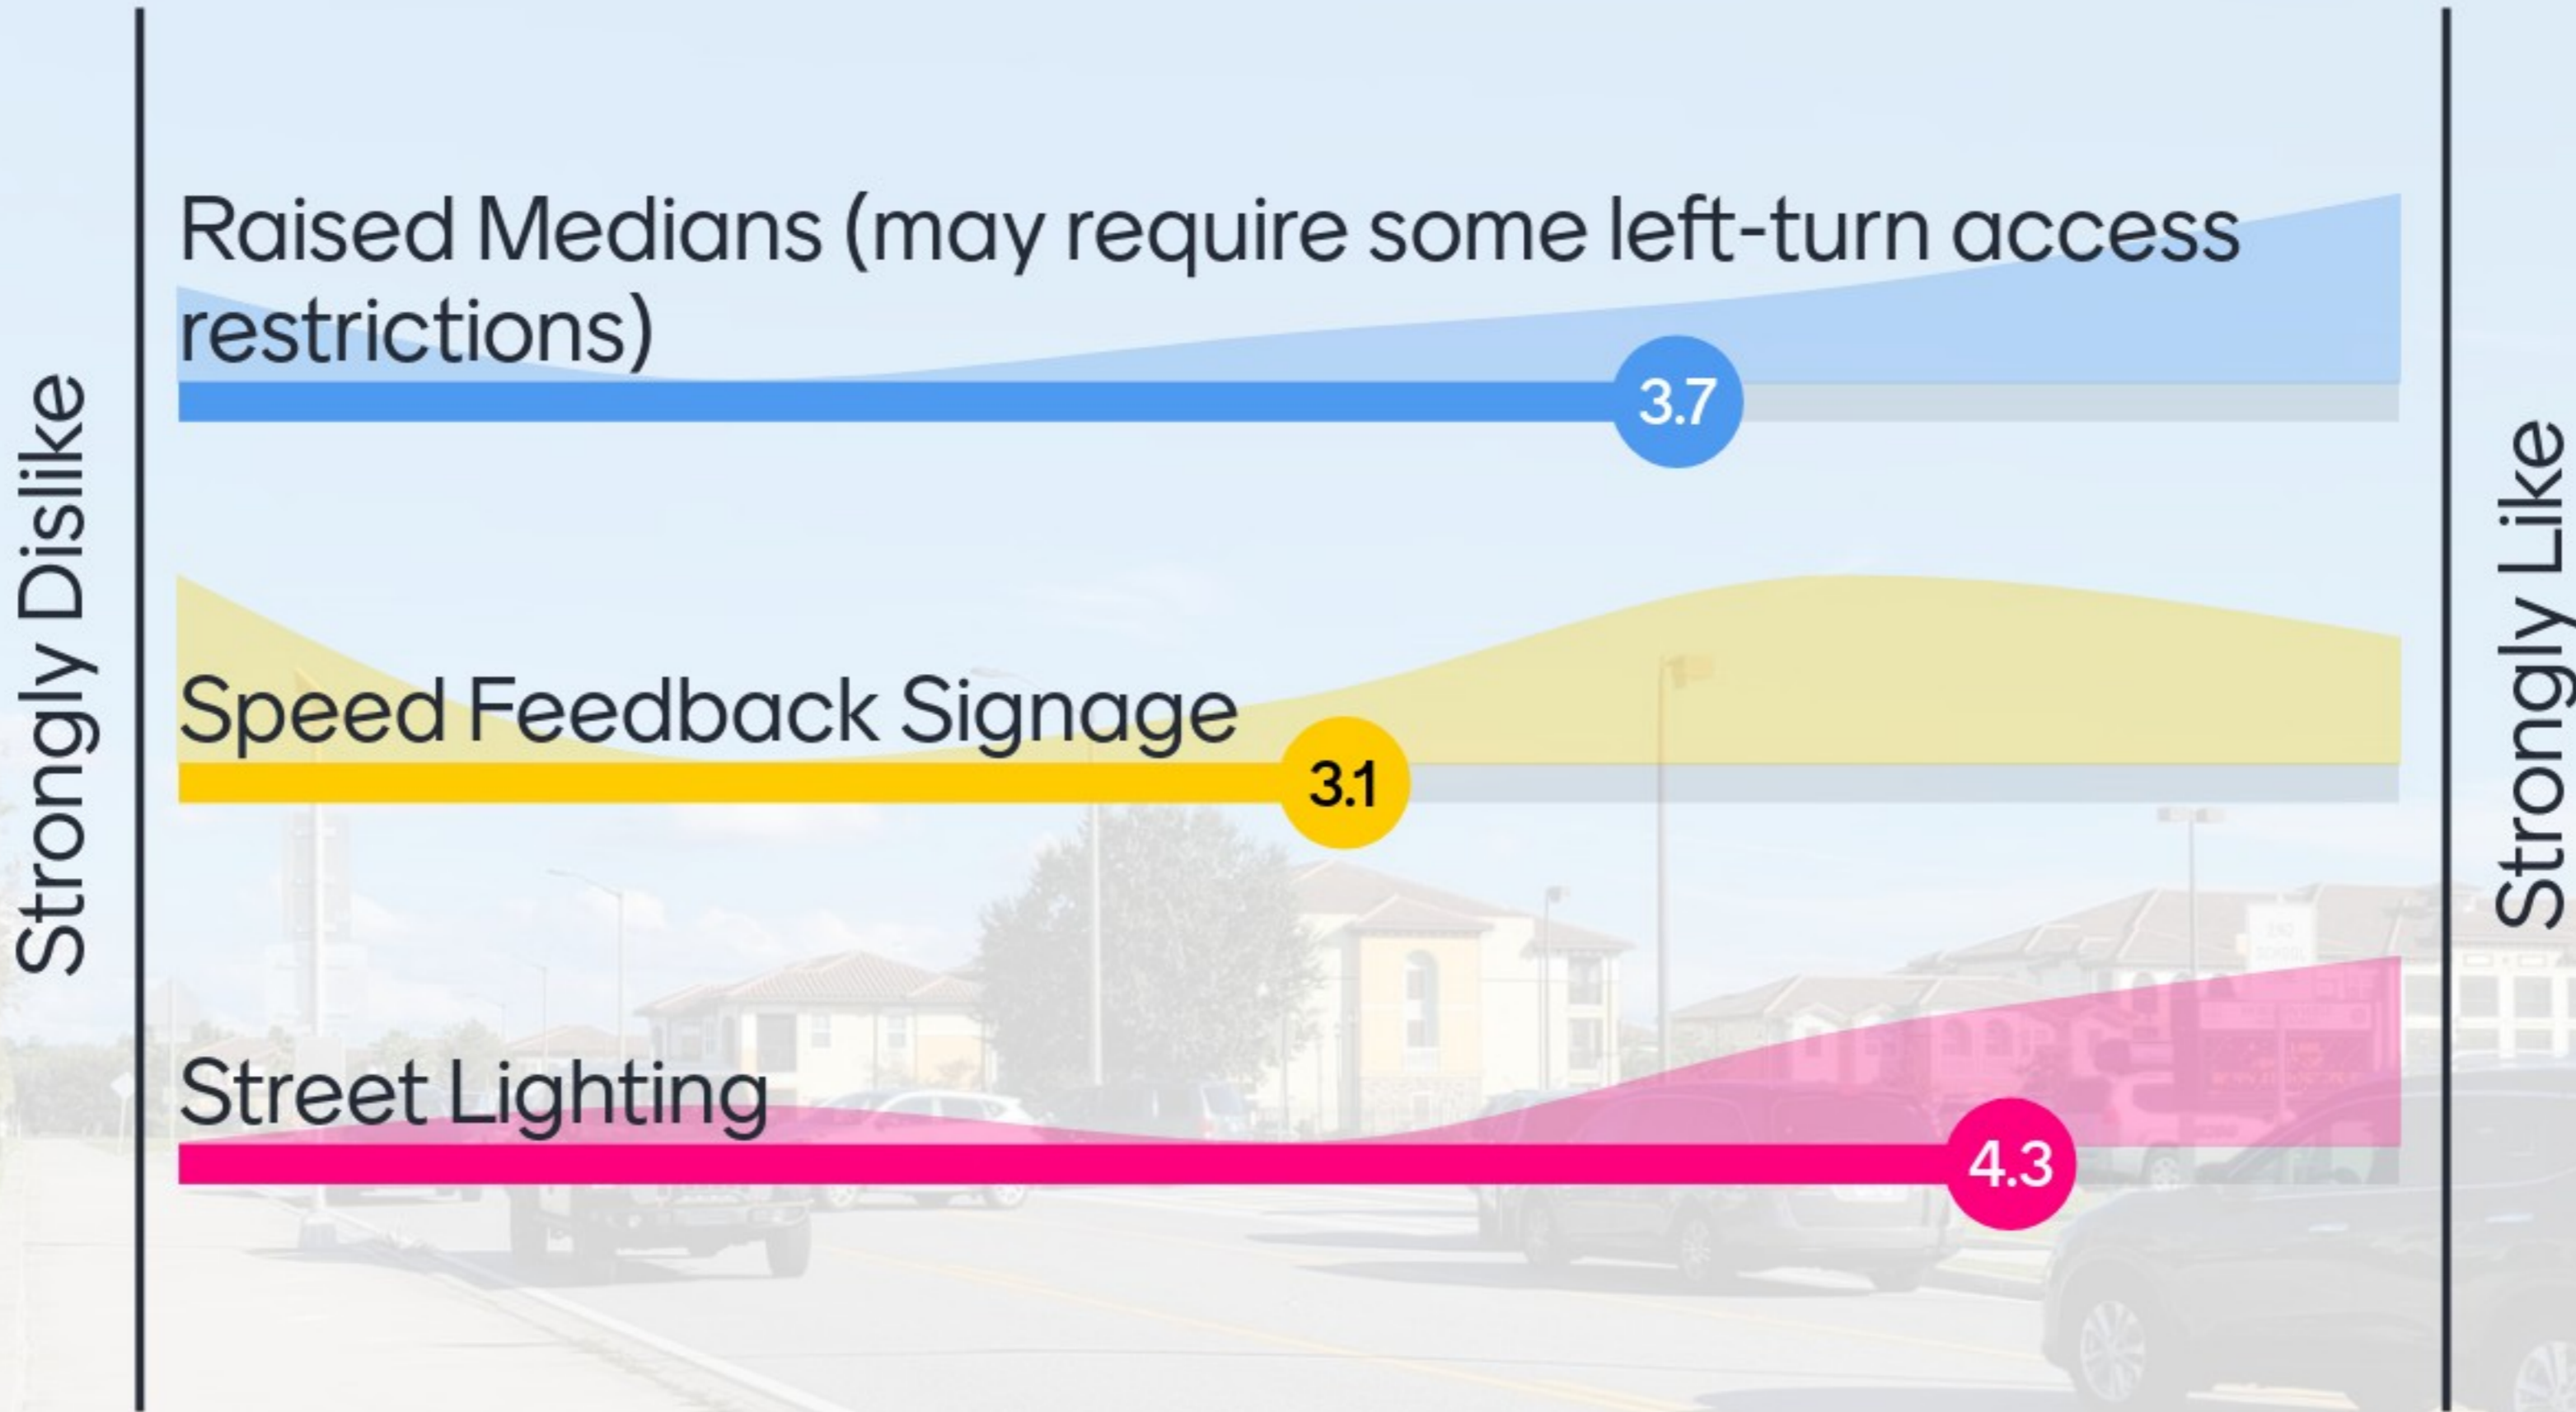 Strongly Dislike
Raised Medians (may require some left-turn access
restrictions)
3.7
Speed Feedback Signage
3.1
Street Lighting
4.3
Strongly Like
SCHOOL